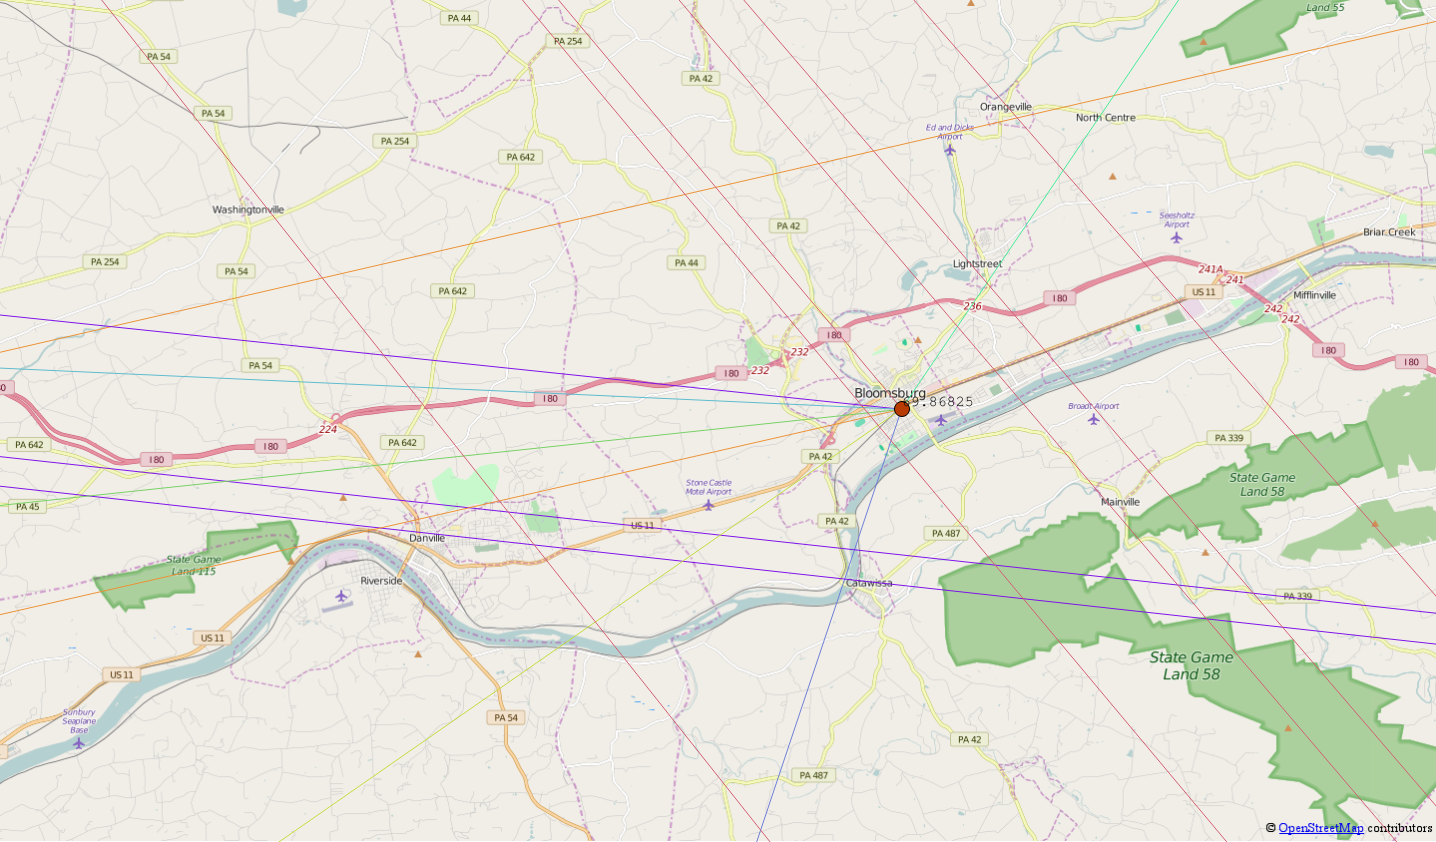 Land 55
PA 44
PA 254
PA 54
PA 42
Orangeville
PA 54
North Centre
Ed and Dicks
Airport
PA 254
PA 642
Washingtonville
Seesholtz
Airport
PA 42
Briar Creek
PA 254
PA 44
Lightstreet
PA 54
241A
241
PA 642
US 11
Mifflinville
I 80
236
242
242
I 80
232
I 80
I 80
PA 54
232
I 80
80
Bloomsburg
69.86825
I 80
Broadt Airport
224
PA 642
PA 339
PA 642
I 80
I 80
PA 42
State Game
Land 58
Stone Castle
Motel Airport
Mainville
PA 45
US 11
PA 42
PA 487
Danville
State Game
Land 115
Riverside
Catawissa
PA 339
US 11
State Game
Land 58
US 11
Sunbury
Seaplane
Base
PA 54
PA 42
PA 487
© OpenStreetMap contributors